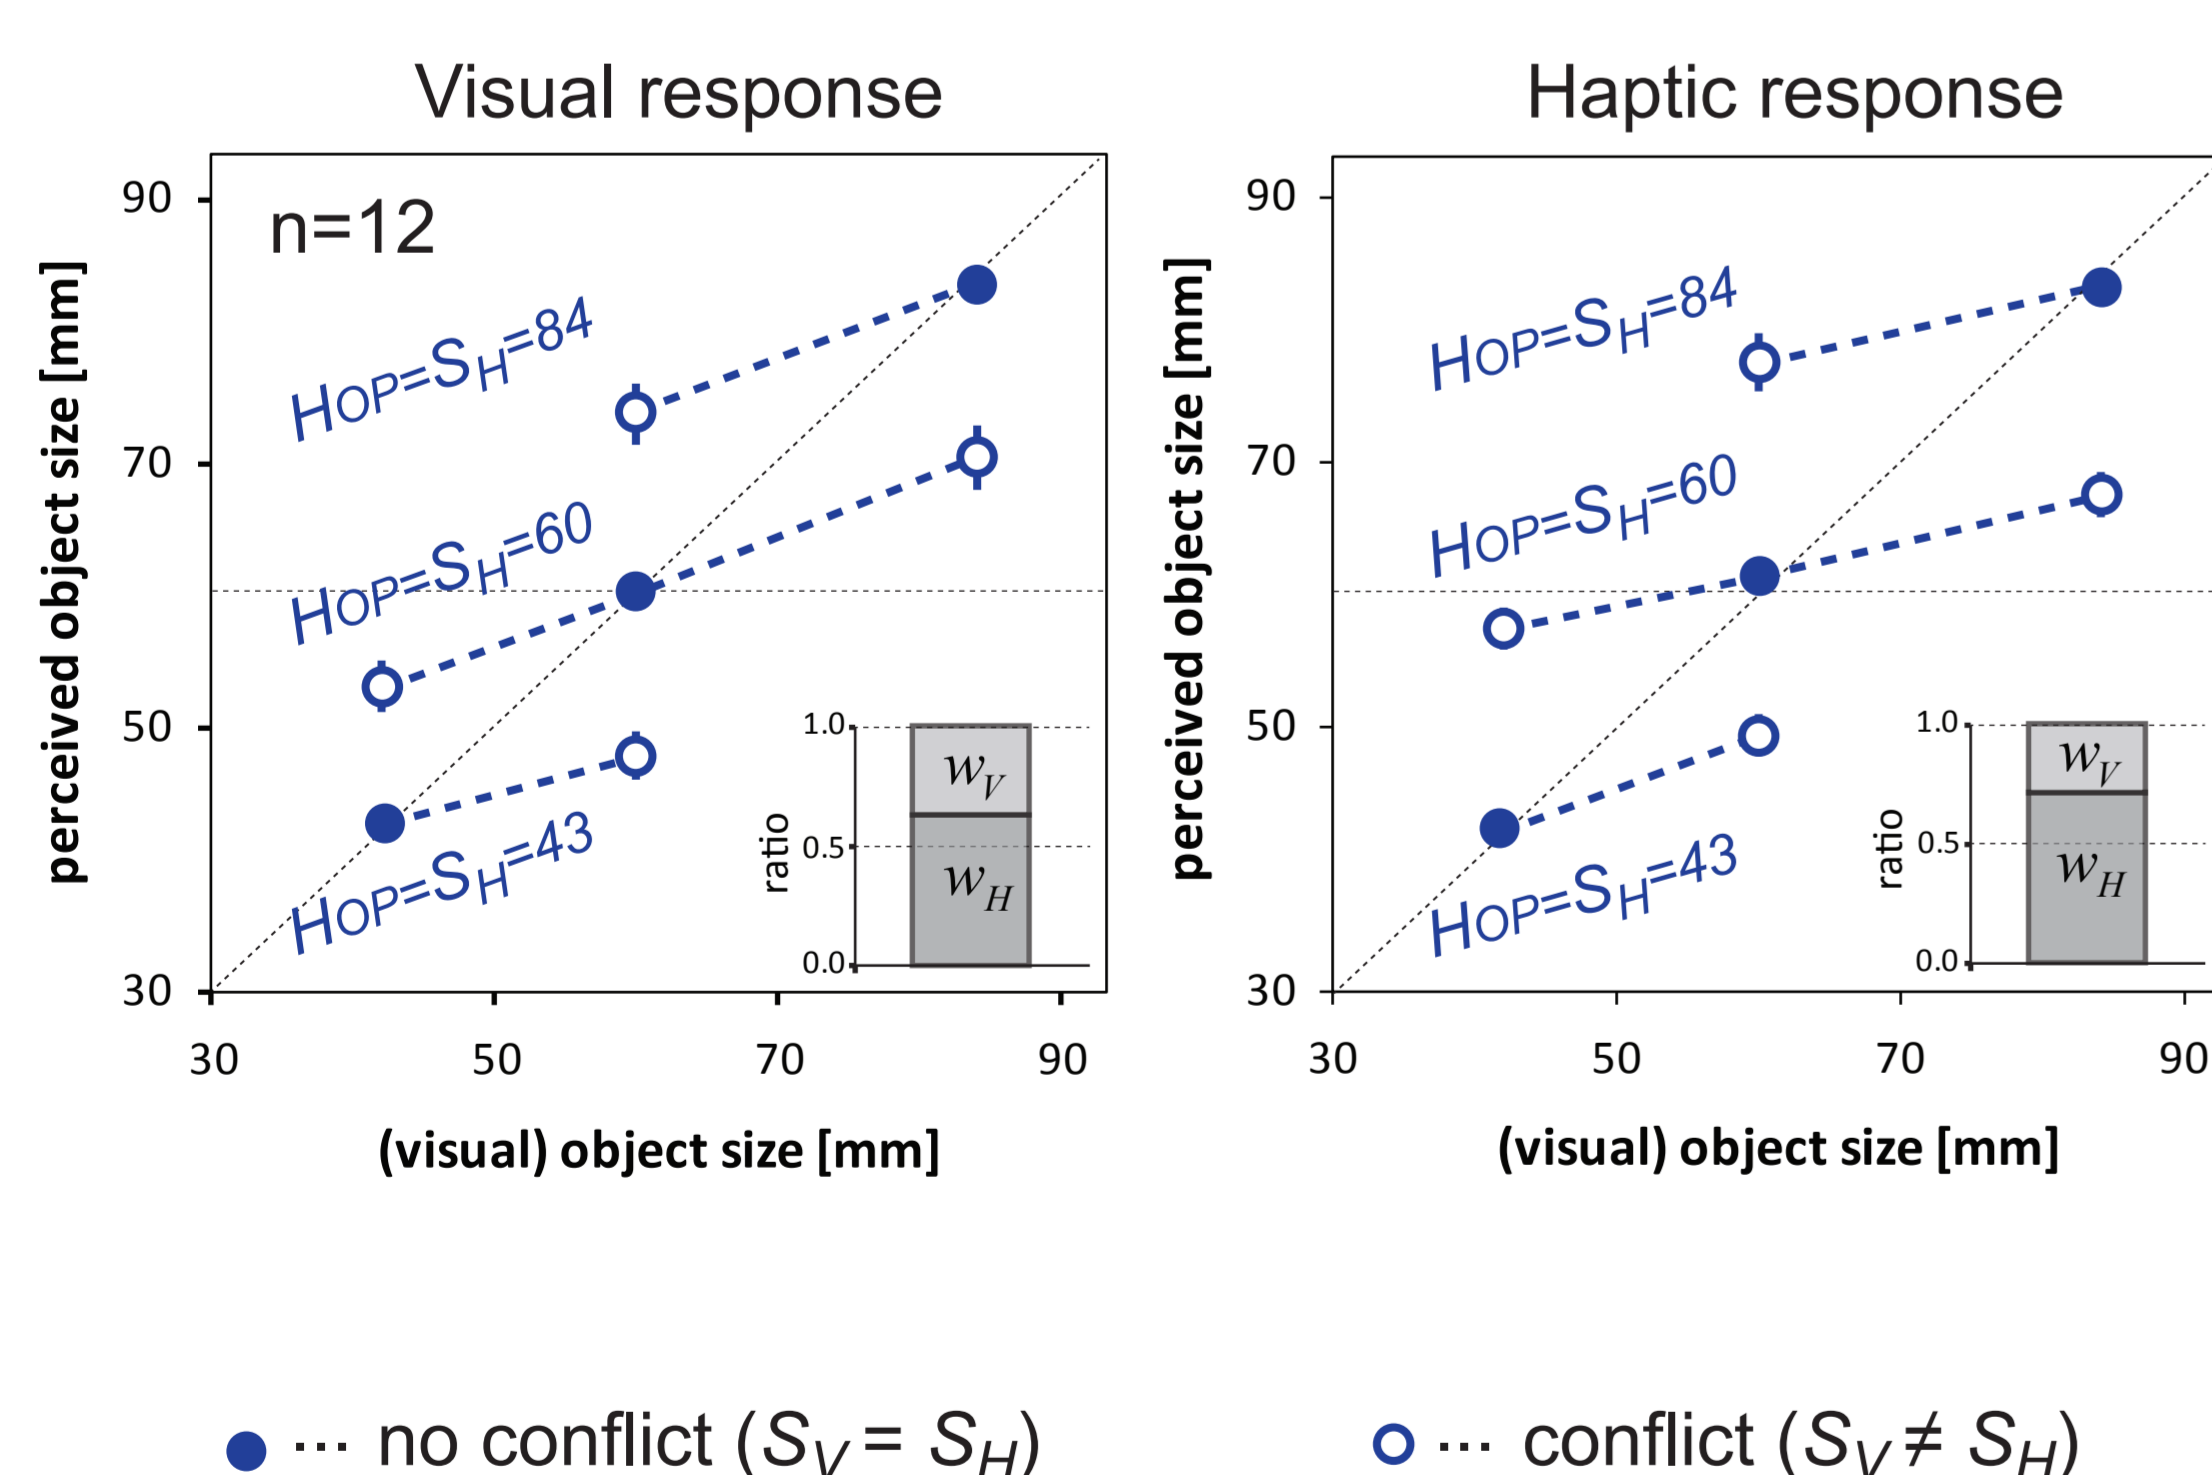 Visual response
n=12
perceived object size [mm]
90
70
50
30
HOP=SH=84
HOP=SH=60
HOP=SH=43
ratio
1.0
0.5
0.0
wV
wH
30 50 70 90
(visual) object size [mm]
Haptic response
perceived object size [mm]
90
70
50
30
HOP=SH=84
HOP=SH=60
HOP=SH=43
ratio
1.0
0.5
0.0
wV
wH
30 50 70 90
(visual) object size [mm]
··· no conflict (SV = SH)
··· conflict (SV ≠ SH)